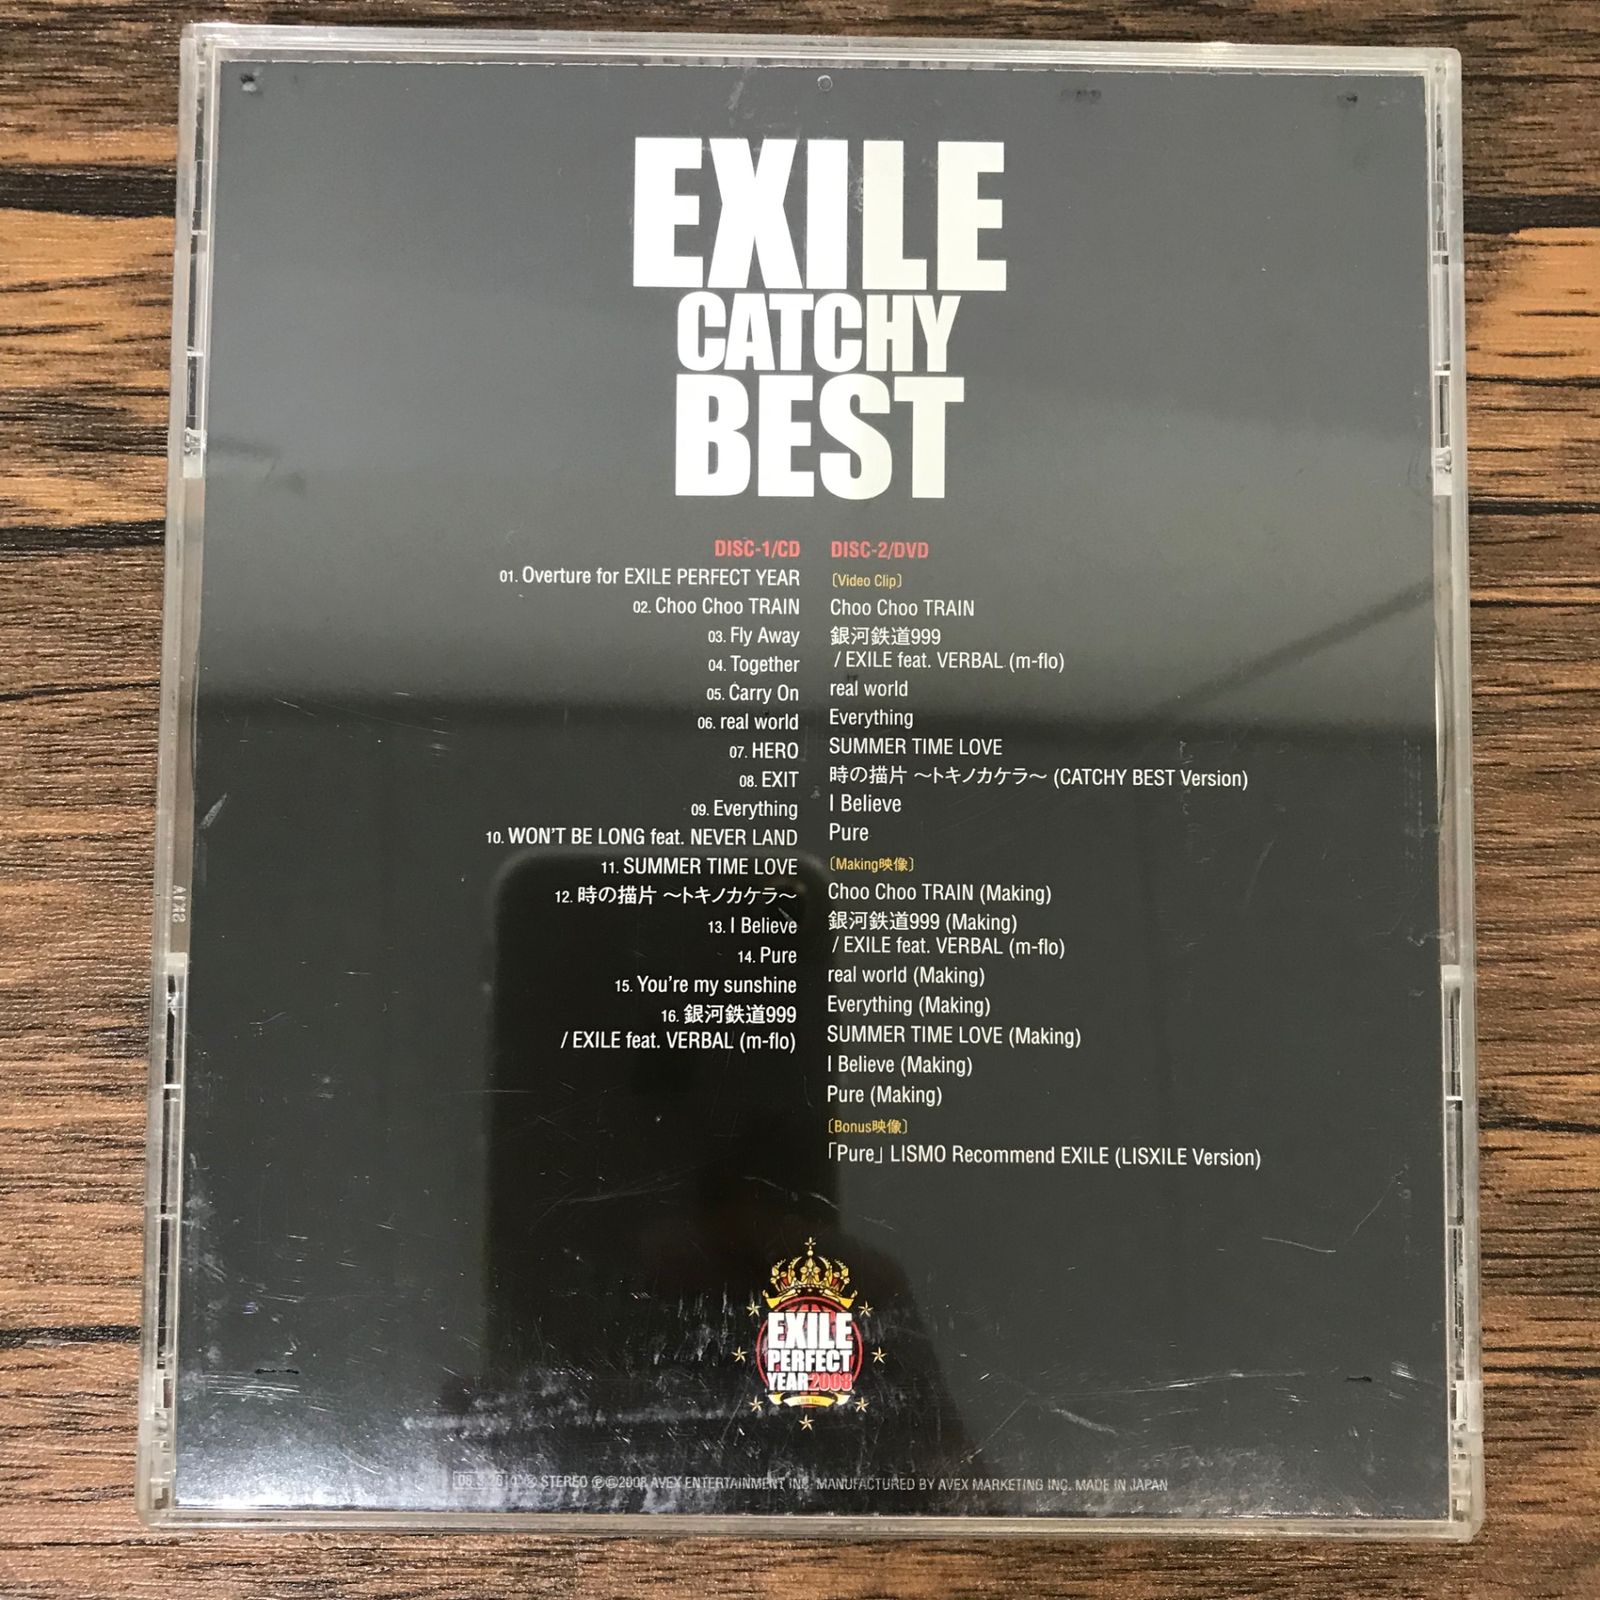 EXILE
CATCHY
BEST
DISC-1/CD
01. Overture for EXILE PERFECT YEAR
02. Choo Choo TRAIN
03. Fly Away
04. Together
05. Carry On
06. real world
07. HERO
08. EXIT
09. Everything
10. WON'T BE LONG feat. NEVER LAND
11. SUMMER TIME LOVE
12. 時の描片 〜トキノカケラ〜
13. I Believe
14. Pure
15. You're my sunshine
16. 銀河鉄道999
/ EXILE feat. VERBAL (m-flo)
DISC-2/DVD
〔Video Clip〕
Choo Choo TRAIN
銀河鉄道999
/ EXILE feat. VERBAL (m-flo)
real world
Everything
SUMMER TIME LOVE
時の描片 〜トキノカケラ〜 (CATCHY BEST Version)
I Believe
Pure
〔Making映像〕
Choo Choo TRAIN (Making)
銀河鉄道999 (Making)
/ EXILE feat. VERBAL (m-flo)
real world (Making)
Everything (Making)
SUMMER TIME LOVE (Making)
I Believe (Making)
Pure (Making)
〔Bonus映像〕
「Pure」 LISMO Recommend EXILE (LISXILE Version)
EXILE
PERFECT
YEAR2008
STEREO ℗©2008 AVEX ENTERTAINMENT INC. MANUFACTURED BY AVEX MARKETING INC. MADE IN JAPAN